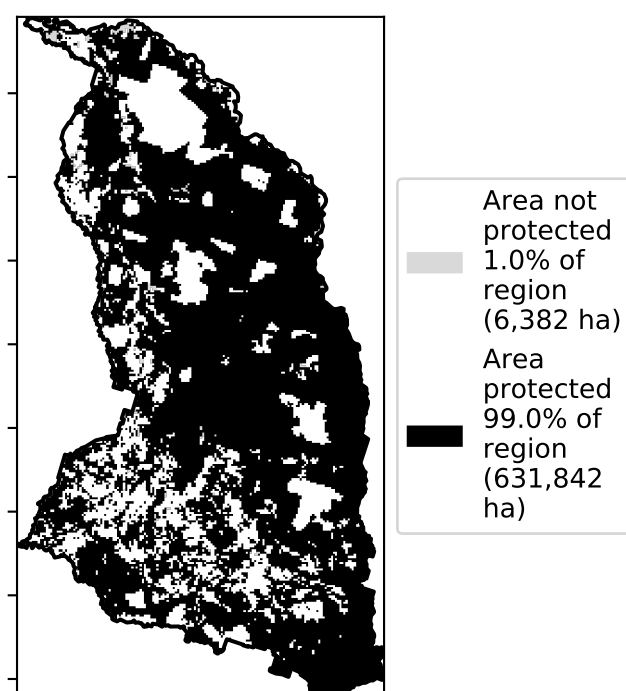 Area not
protected
1.0% of
region
(6,382 ha)
Area
protected
99.0% of
region
(631,842
ha)